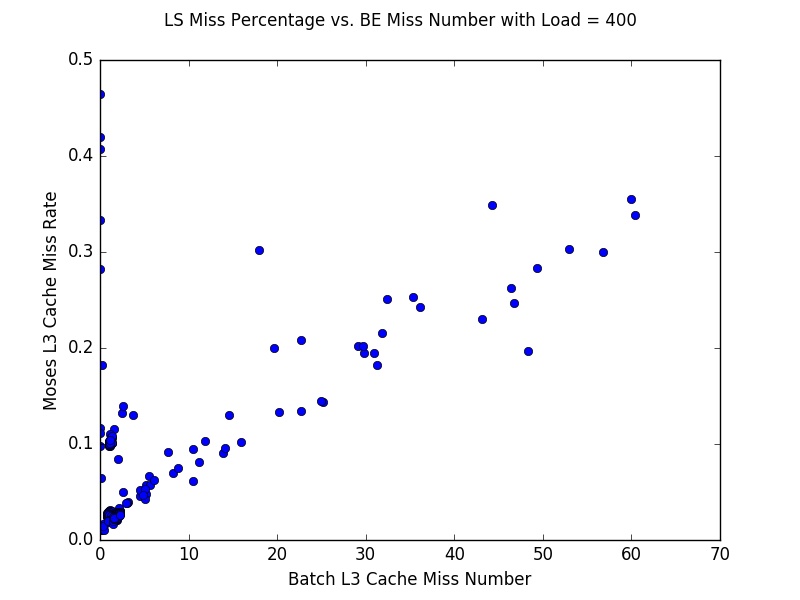 LS Miss Percentage vs. BE Miss Number with Load = 400
0.5
0.4
0.3
0.2
0.1
0.0
Moses L3 Cache Miss Rate
0 10 20 30 40 50 60 70
Batch L3 Cache Miss Number